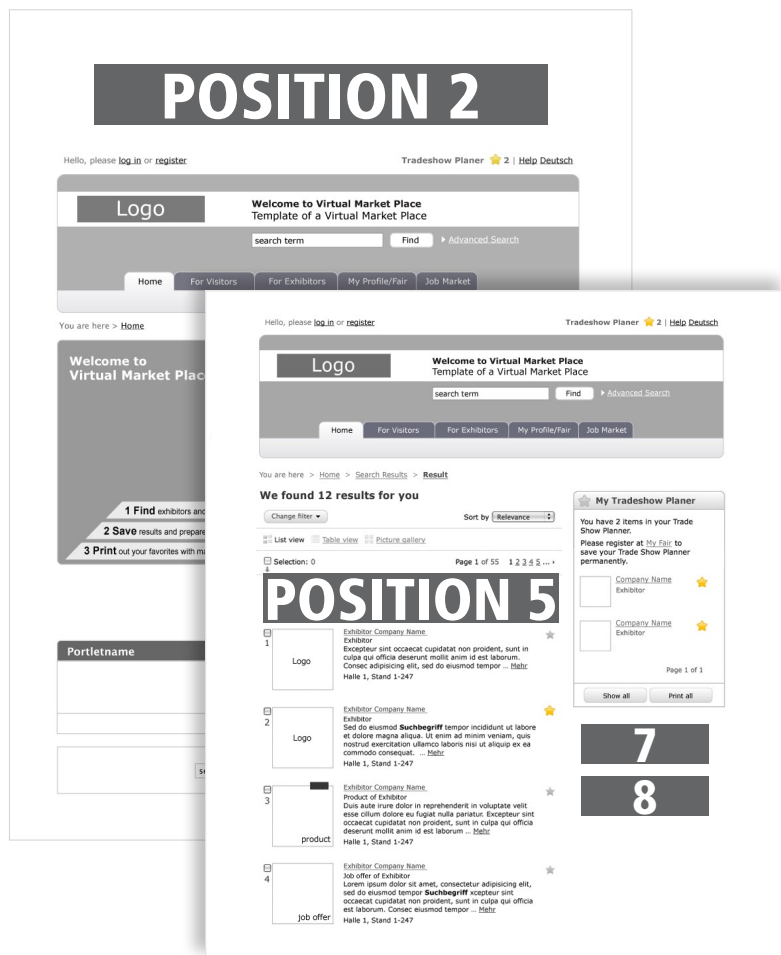 POSITION 2
Hello, please log in or register
Tradeshow Planer 2 | Help Deutsch
Logo
Welcome to Virtual Market Place
Template of a Virtual Market Place
search term
Find
Advanced Search
Home
For Visitors
For Exhibitors
My Profile/Fair
Job Market
You are here > Home
Welcome to
Virtual Market Plac
1 Find exhibitors and
2 Save results and prepare
3 Print out your favorites with ma
Portletname
Hello, please log in or register
Tradeshow Planer 2 | Help Deutsch
Logo
Welcome to Virtual Market Place
Template of a Virtual Market Place
search term
Find
Advanced Search
Home
For Visitors
For Exhibitors
My Profile/Fair
Job Market
You are here > Home > Search Results > Result
We found 12 results for you
Change filter
Sort by Relevance
List view Table view Picture gallery
Selection: 0
Page 1 of 55 1 2 3 4 5 ...
POSITION 5
1
Logo
Exhibitor Company Name
Exhibitor
Excepteur sint occaecat cupidatat non proident, sunt in
culpa qui officia deserunt mollit anim id est laborum.
Consec adipisicing elit, sed do eiusmod tempor ... Mehr
Halle 1, Stand 1-247
2
Logo
Exhibitor Company Name
Exhibitor
Sed do eiusmod Suchbegriff tempor incididunt ut labore
et dolore magna aliqua. Ut enim ad minim veniam, quis
nostrud exercitation ullamco laboris nisi ut aliquip ex ea
commodo consequat. ... Mehr
Halle 1, Stand 1-247
3
product
Exhibitor Company Name
Product of Exhibitor
Duis aute irure dolor in reprehenderit in voluptate velit
esse cillum dolore eu fugiat nulla pariatur. Excepteur sint
occaecat cupidatat non proident, sunt in culpa qui officia
deserunt mollit anim id est laborum ... Mehr
Halle 1, Stand 1-247
4
job offer
Exhibitor Company Name
Job offer of Exhibitor
Lorem ipsum dolor sit amet, consectetur adipisicing elit,
sed do eiusmod tempor Suchbegriff xcepteur sint
occaecat cupidatat non proident, sunt in culpa qui officia
est laborum. Consec eiusmod tempor ... Mehr
Halle 1, Stand 1-247
My Tradeshow Planer
You have 2 items in your Trade
Show Planner.
Please register at My Fair to
save your Trade Show Planner
permanently.
Company Name
Exhibitor
Company Name
Exhibitor
Page 1 of 1
Show all
Print all
7
8